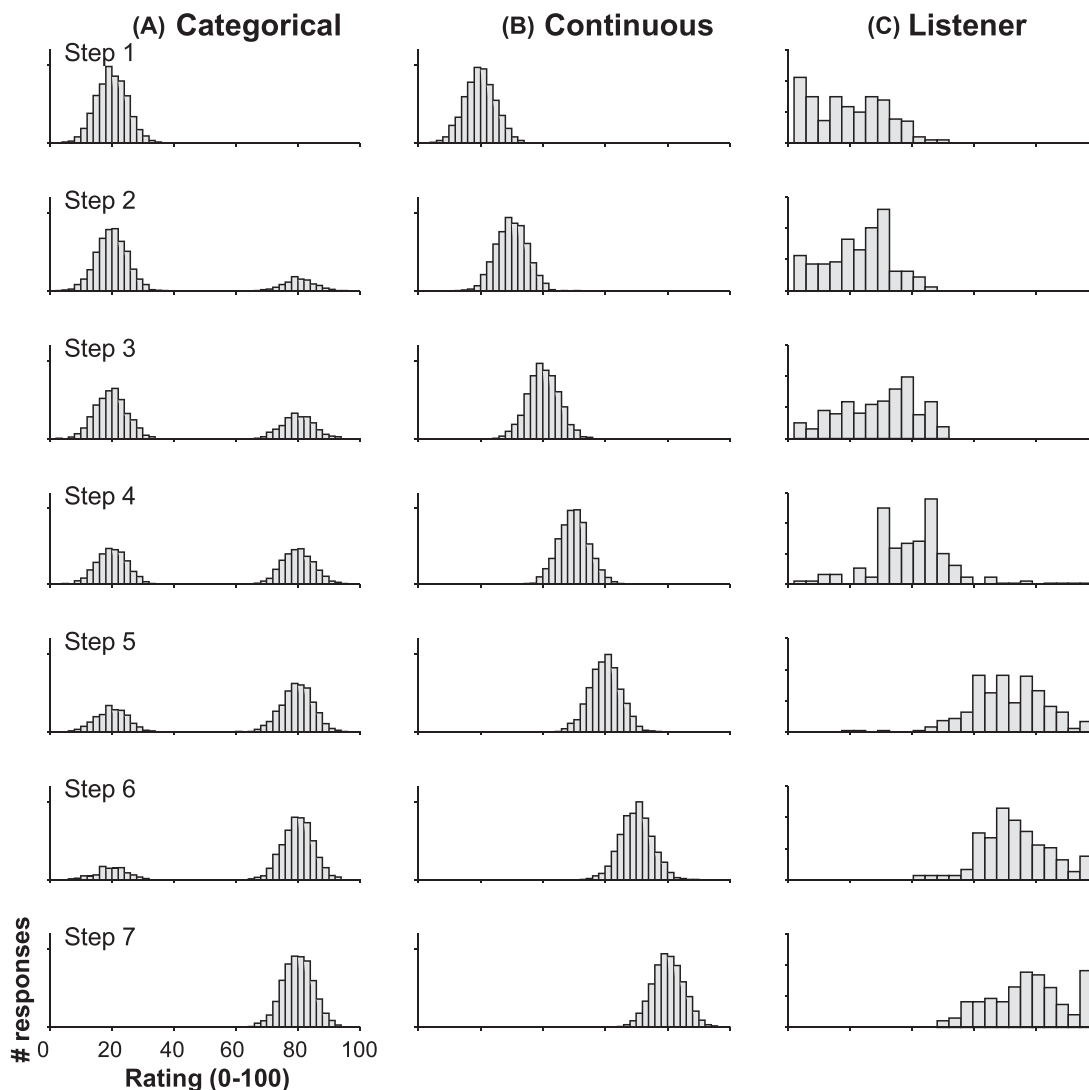 (A) Categorical
(B) Continuous
(C) Listener
Step 1
Step 2
Step 3
Step 4
Step 5
Step 6
Step 7
# responses
0 20 40 60 80 100
Rating (0-100)